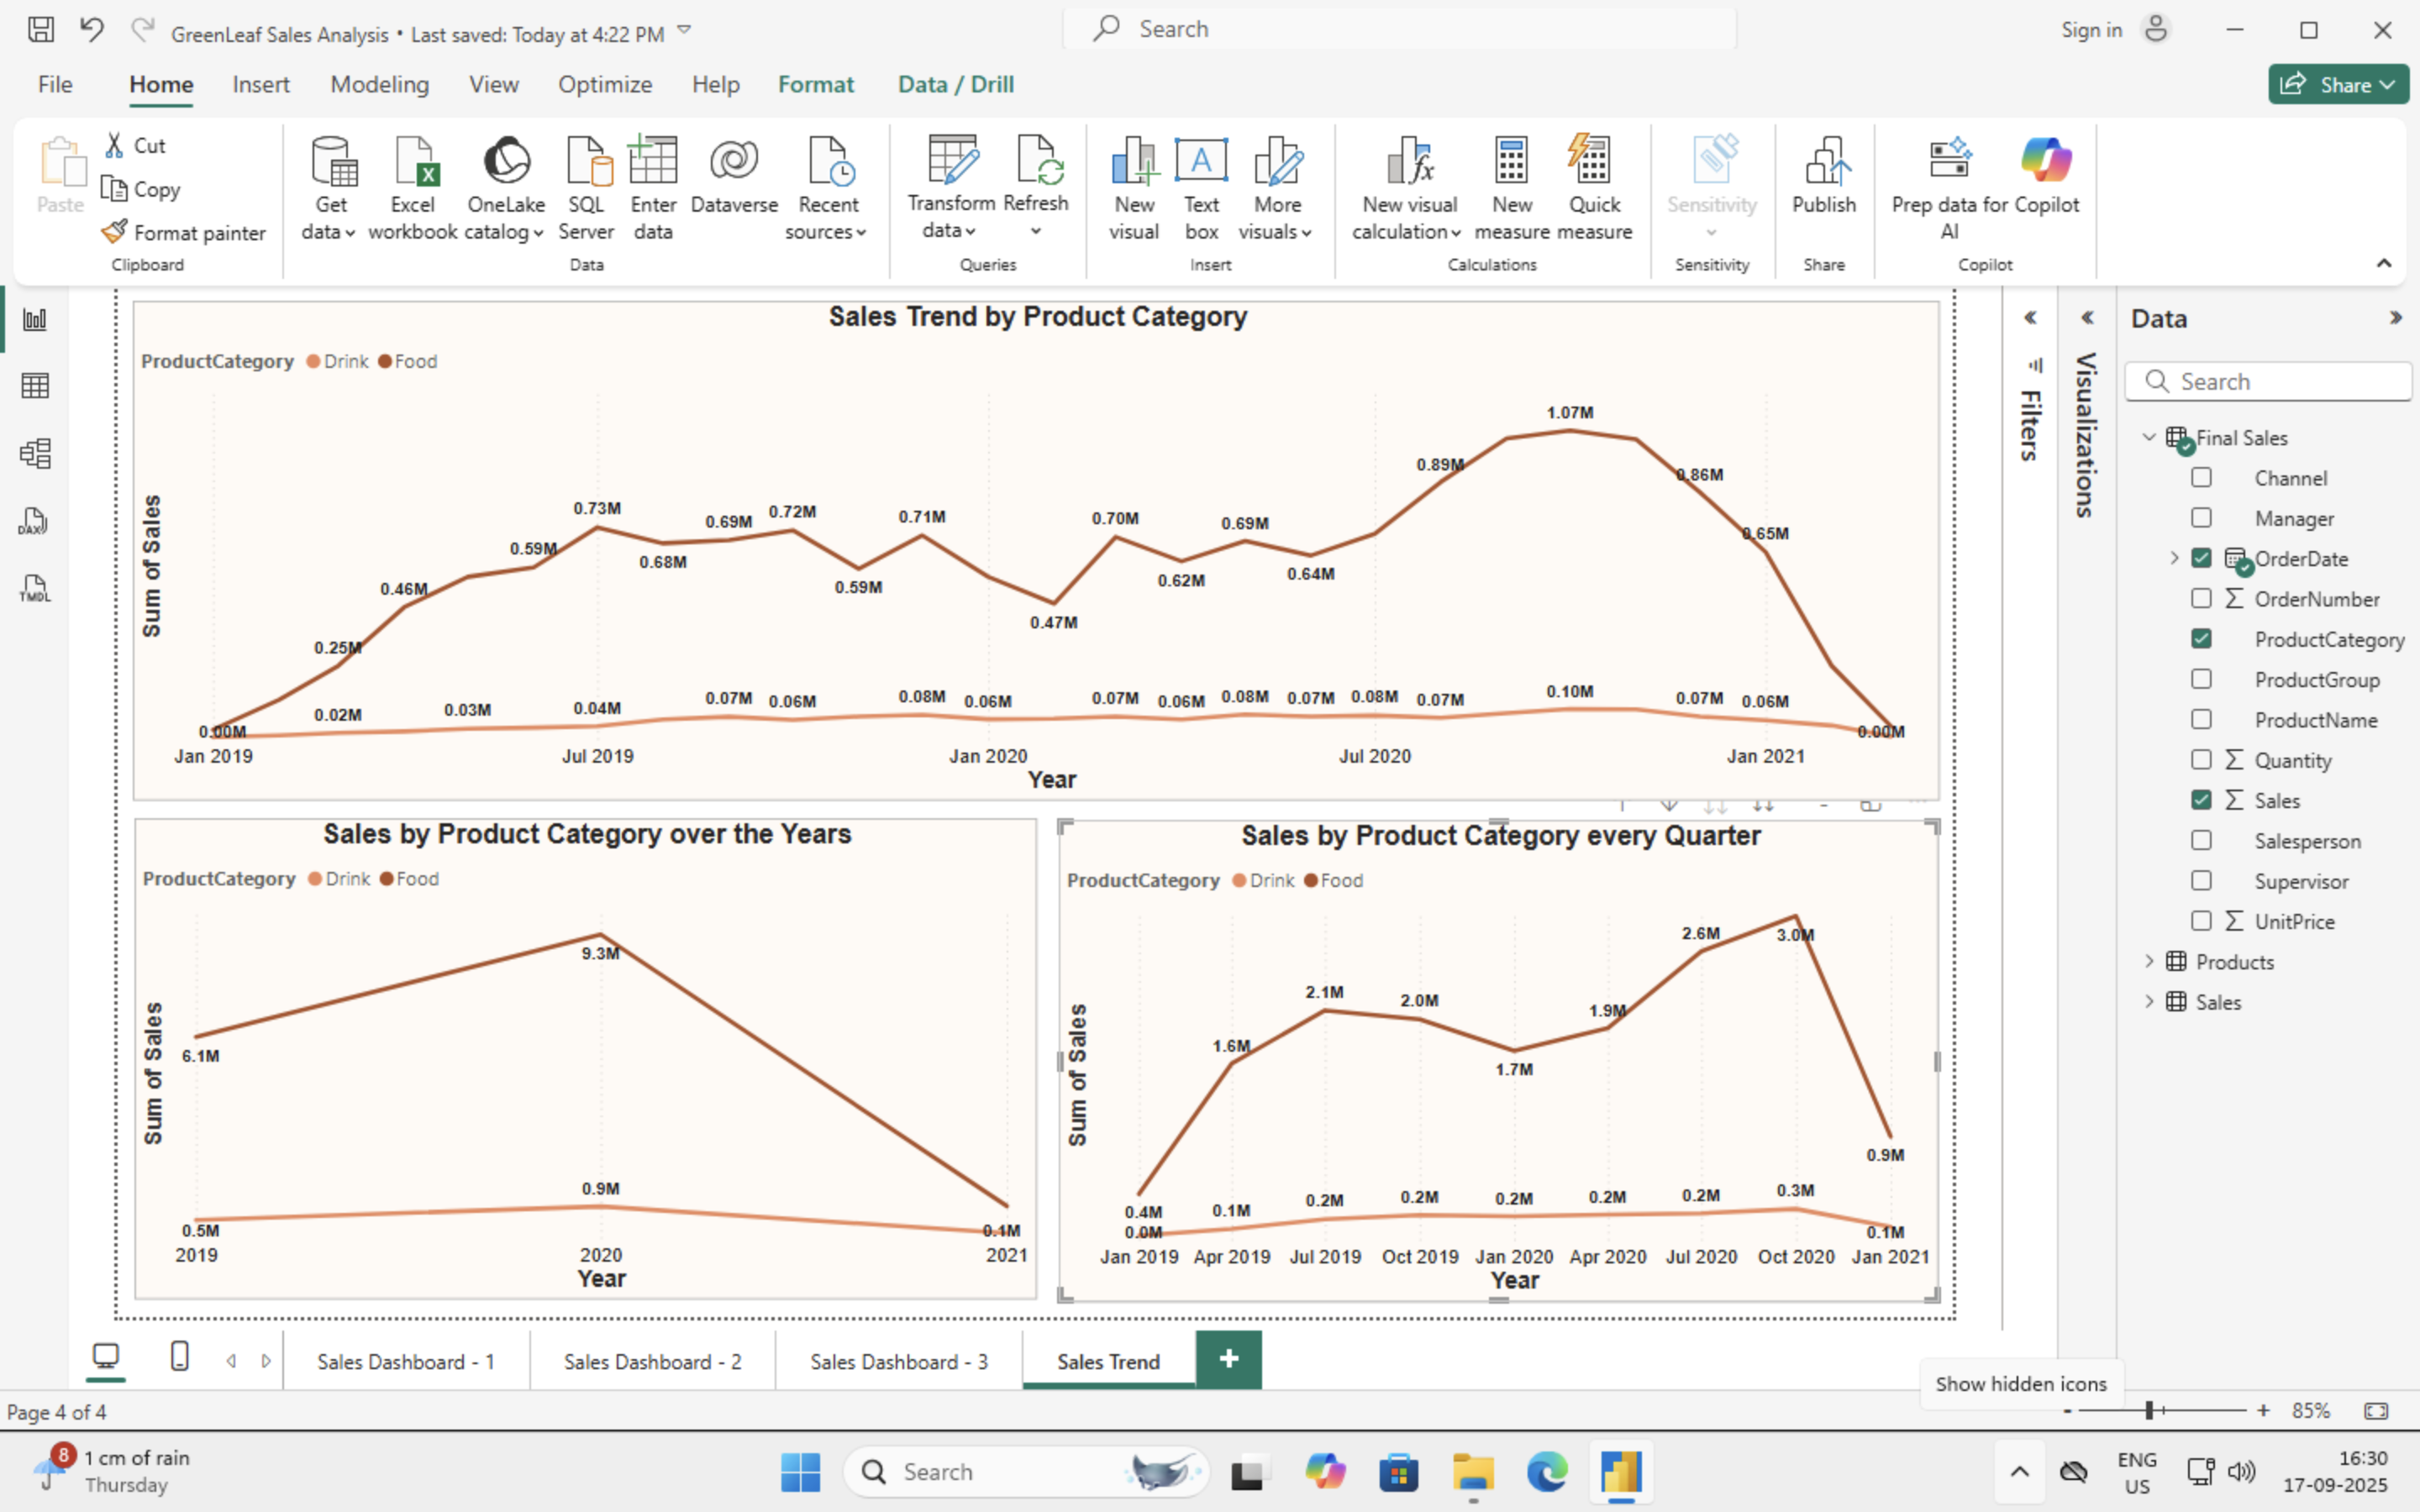 GreenLeaf Sales Analysis • Last saved: Today at 4:22 PM
Search
Sign in
File Home Insert Modeling View Optimize Help Format Data / Drill
Share
Paste
Cut
Copy
Format painter
Clipboard
Get data
Excel workbook
OneLake catalog
SQL Server
Enter data
Dataverse
Recent sources
Data
Transform data
Refresh
Queries
New visual
Text box
More visuals
Insert
New visual calculation
New measure
Quick measure
Calculations
Sensitivity
Sensitivity
Publish
Share
Prep data for AI
Copilot
Copilot
DAX
TMDL
Sales Trend by Product Category
ProductCategory Drink Food
Sum of Sales
0.00M
0.25M
0.46M
0.59M
0.73M
0.68M
0.69M
0.72M
0.59M
0.71M
0.47M
0.70M
0.62M
0.69M
0.64M
0.89M
1.07M
0.86M
0.65M
0.00M
0.02M
0.03M
0.04M
0.07M
0.06M
0.08M
0.06M
0.07M
0.06M
0.08M
0.07M
0.08M
0.07M
0.10M
0.07M
0.06M
Jan 2019 Jul 2019 Jan 2020 Jul 2020 Jan 2021
Year
Sales by Product Category over the Years
ProductCategory Drink Food
Sum of Sales
6.1M
9.3M
0.5M
0.9M
0.1M
2019 2020 2021
Year
Sales by Product Category every Quarter
ProductCategory Drink Food
Sum of Sales
0.4M
1.6M
2.1M
2.0M
1.7M
1.9M
2.6M
3.0M
0.9M
0.0M
0.1M
0.2M
0.2M
0.2M
0.2M
0.2M
0.3M
0.1M
Jan 2019 Apr 2019 Jul 2019 Oct 2019 Jan 2020 Apr 2020 Jul 2020 Oct 2020 Jan 2021
Year
Filters
Visualizations
Data
Search
Final Sales
Channel
Manager
OrderDate
OrderNumber
ProductCategory
ProductGroup
ProductName
Quantity
Sales
Salesperson
Supervisor
UnitPrice
Products
Sales
Sales Dashboard - 1
Sales Dashboard - 2
Sales Dashboard - 3
Sales Trend
Show hidden icons
Page 4 of 4
85%
8
1 cm of rain
Thursday
Search
ENG
US
16:30
17-09-2025